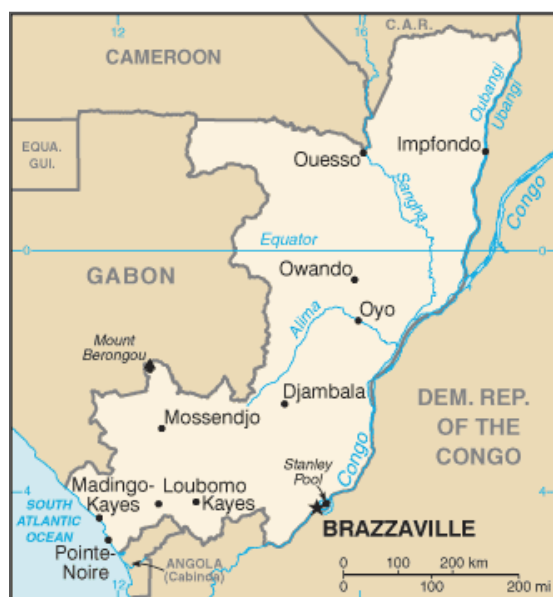 12
16
C.A.R.
CAMEROON
EQUA.
GUI.
Ouesso
Impfondo
Oubangi
Ubangi
Sangha
Congo
0
Equator
0
GABON
Owando
Oyo
Alima
Mount
Berongou
Djambala
DEM. REP.
OF THE
CONGO
Mossendjo
Stanley
Pool
Congo
4
Madingo-
Kayes
Loubomo
Kayes
4
SOUTH
ATLANTIC
OCEAN
BRAZZAVILLE
Pointe-
Noire
ANGOLA
(Cabinda)
12
0 100 200 km
0 100 200 mi